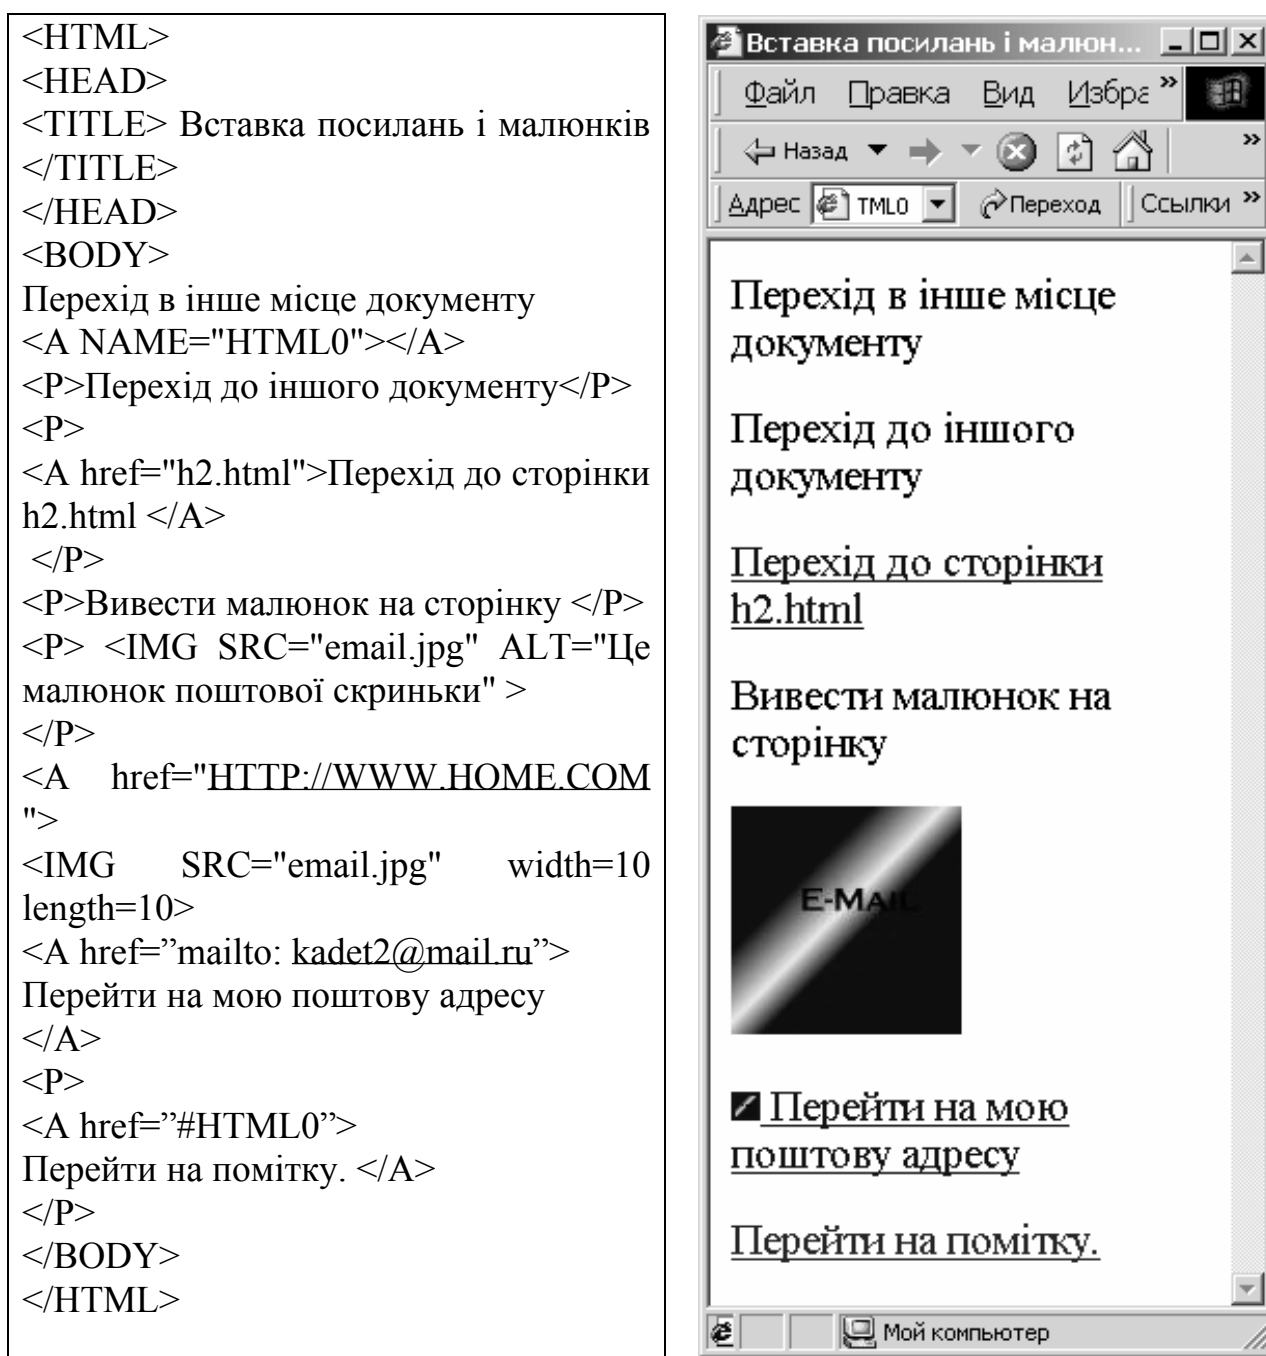 <HTML>
<HEAD>
<TITLE> Вставка посилань і малюнків
</TITLE>
</HEAD>
<BODY>
Перехід в інше місце документу
<A NAME="HTML0"></A>
<P>Перехід до іншого документу</P>
<P>
<A href="h2.html">Перехід до сторінки
h2.html </A>
</P>
<P>Вивести малюнок на сторінку </P>
<P> <IMG SRC="email.jpg" ALT="Це
малюнок поштової скриньки" >
</P>
<A href="HTTP://WWW.HOME.COM
">
<IMG SRC="email.jpg" width=10
length=10>
<A href=”mailto: kadet2@mail.ru”>
Перейти на мою поштову адресу
</A>
<P>
<A href=”#HTML0”>
Перейти на помітку. </A>
</P>
</BODY>
</HTML>
Вставка посилань і малюн...
Файл Правка Вид Избра »
Назад »
Адрес TML0 Переход Ссылки »
Перехід в інше місце
документу
Перехід до іншого
документу
Перехід до сторінки
h2.html
Вивести малюнок на
сторінку
E-MAIL
Перейти на мою
поштову адресу
Перейти на помітку.
Мой компьютер